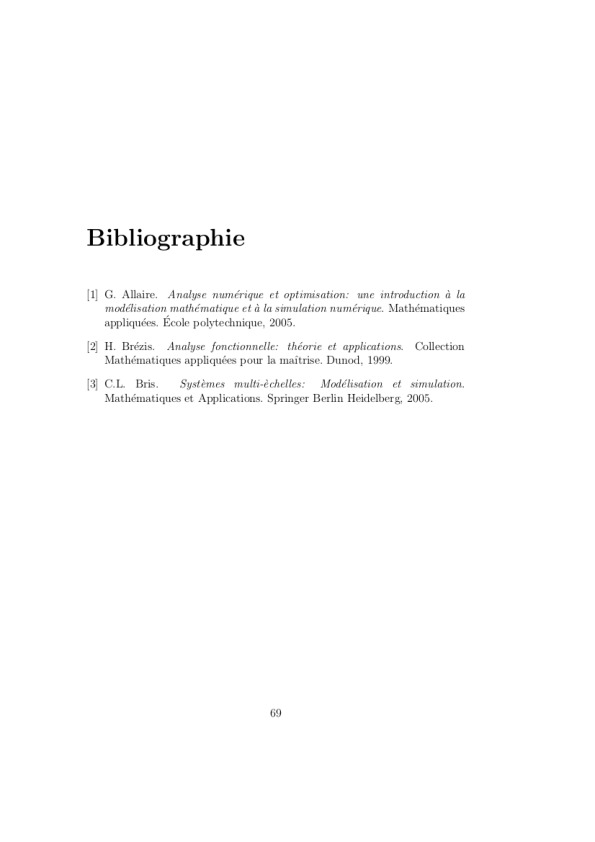 Bibliographie
[1] G. Allaire. Analyse numérique et optimisation: une introduction à la
modélisation mathématique et à la simulation numérique. Mathématiques
appliquées. École polytechnique, 2005.
[2] H. Brézis. Analyse fonctionnelle: théorie et applications. Collection
Mathématiques appliquées pour la maîtrise. Dunod, 1999.
[3] C.L. Bris. Systèmes multi-èchelles: Modélisation et simulation.
Mathématiques et Applications. Springer Berlin Heidelberg, 2005.
69